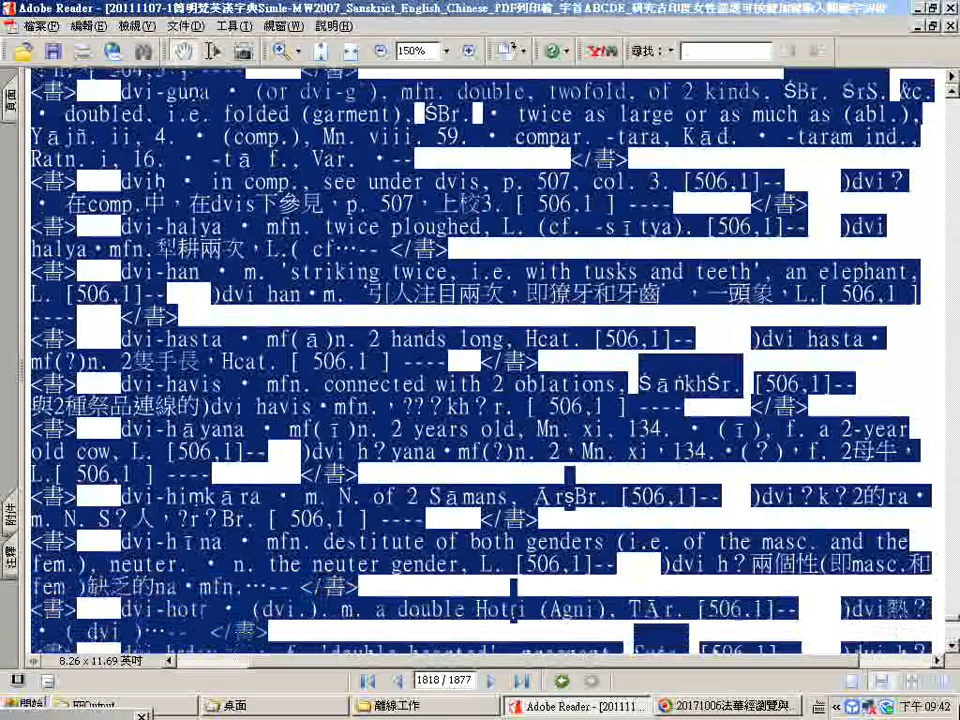 Adobe Reader - [20111107-1簡明梵英漢字典Simle-MW2007_Sanskrit_English_Chinese_PDF列印檔_字首ABCDE_研究古印度女性
檔案(F) 編輯(E) 檢視(V) 文件(D) 工具(T) 視窗(W) 說明(H)
150% 尋找：
頁面
<書> dvi-guṇa • (or dvi-g˚), mfn. double, twofold, of 2 kinds, ŚBr. ŚrS. &c.
• doubled, i.e. folded (garment), ŚBr. • twice as large or as much as (abl.),
Yājñ. ii, 4. • (comp.), Mn. viii. 59. • compar. -tara, Kād. • -taram ind.,
Ratn. i, 16. • -tā f., Var. •-- </書>
<書> dviḥ • in comp., see under dvis, p. 507, col. 3. [506,1]-- )dvi？
• 在comp.中，在dvis下參見，p. 507，上校3. [ 506.1 ] ---- </書>
<書> dvi-halya • mfn. twice ploughed, L. (cf. -sītya). [506,1]-- )dvi
halya•mfn.犁耕兩次，L.( cf…-- </書>
<書> dvi-han • m. 'striking twice, i.e. with tusks and teeth', an elephant,
L. [506,1]-- )dvi han•m. ‘引人注目兩次，即獠牙和牙齒’，一頭象，L.[ 506,1 ]
---- </書>
<書> dvi-hasta • mf(ā)n. 2 hands long, Hcat. [506,1]-- )dvi hasta•
mf(?)n. 2隻手長，Hcat. [ 506.1 ] ---- </書>
<書> dvi-havis • mfn. connected with 2 oblations, ŚāṅkhŚr. [506,1]--
與2種祭品連線的)dvi havis•mfn.，???kh?r. [ 506,1 ] ---- </書>
<書> dvi-hāyana • mf(ī)n. 2 years old, Mn. xi, 134. • (ī), f. a 2-year
old cow, L. [506,1]-- )dvi h？yana•mf(?)n. 2，Mn. xi，134.•(？)，f. 2母牛，
L.[ 506,1 ] ---- </書>
<書> dvi-himkāra • m. N. of 2 Sāmans, ĀrṣBr. [506,1]-- )dvi？k？2的ra•
m. N. S？人，?r？Br. [ 506,1 ] ---- </書>
<書> dvi-hīna • mfn. destitute of both genders (i.e. of the masc. and the
fem.), neuter. • n. the neuter gender, L. [506,1]-- )dvi h？兩個性(即masc.和
fem )缺乏的na•mfn.…-- </書>
<書> dvi-hotṛ • (dvi.). m. a double Hotṛi (Agni), TĀr. [506.1]-- )dvi熱？
•( dvi )…-- </書>
附件
注釋
8.26 x 11.69 英吋
1818 / 1877
開始 桌面 離線工作 Adobe Reader - [201111... 20171006法華經瀏覽與... 下午 09:42